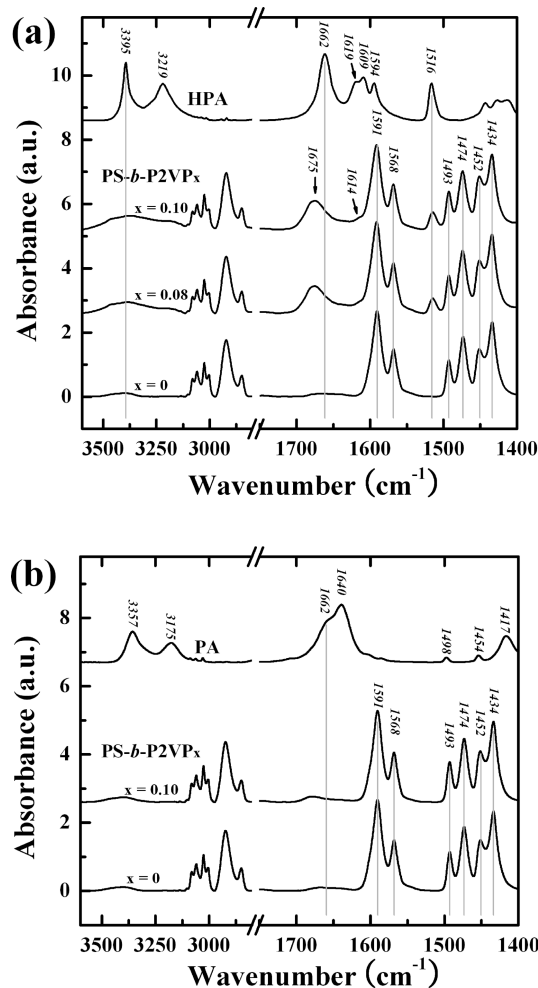 (a)
3395
3219
1662
1619
1609
1594
1516
HPA
10
8
6
4
2
0
Absorbance (a.u.)
PS-b-P2VPx
x = 0.10
x = 0.08
x = 0
1675
1614
1591
1568
1493
1474
1452
1434
3500 3250 3000 1700 1600 1500 1400
Wavenumber (cm-1)
(b)
3357
3175
1662
1640
1498
1454
1417
PA
8
6
4
2
0
Absorbance (a.u.)
PS-b-P2VPx
x = 0.10
x = 0
1591
1568
1493
1474
1452
1434
3500 3250 3000 1700 1600 1500 1400
Wavenumber (cm-1)